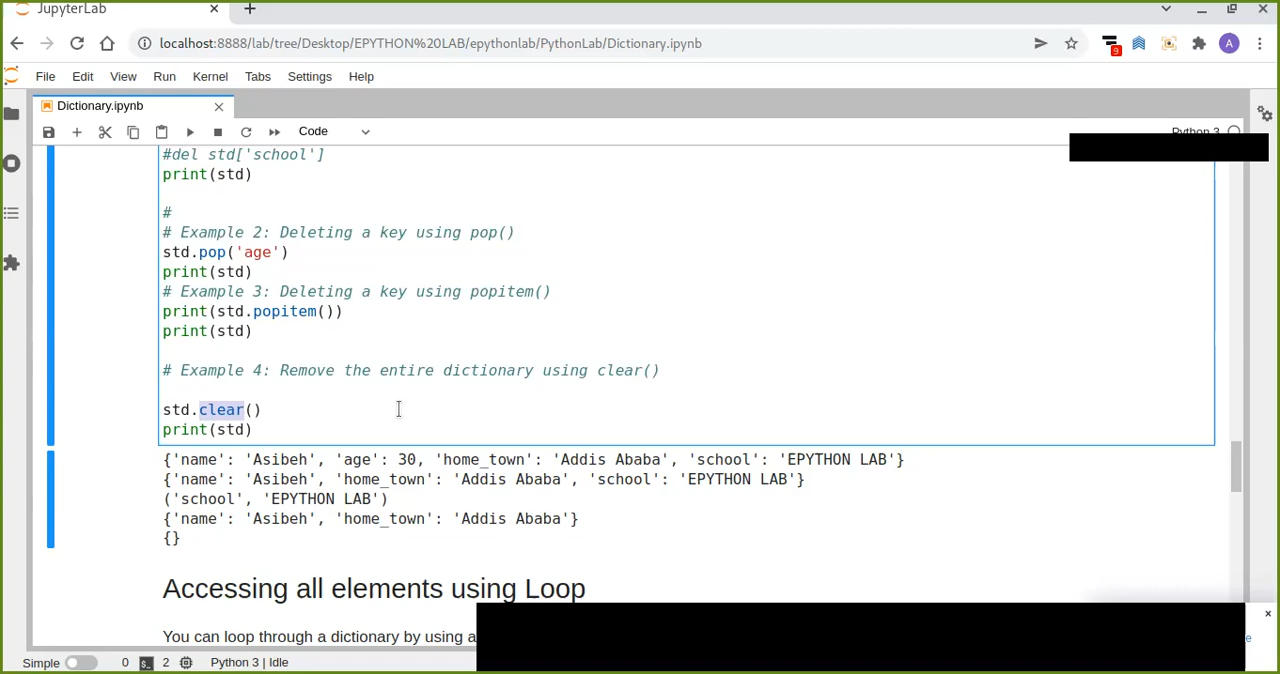 JupyterLab
localhost:8888/lab/tree/Desktop/EPYTHON%20LAB/epythonlab/PythonLab/Dictionary.ipynb
9
A
File Edit View Run Kernel Tabs Settings Help
Dictionary.ipynb
Code
Python 3
#del std['school']
print(std)
#
# Example 2: Deleting a key using pop()
std.pop('age')
print(std)
# Example 3: Deleting a key using popitem()
print(std.popitem())
print(std)
# Example 4: Remove the entire dictionary using clear()
std.clear()
print(std)
{'name': 'Asibeh', 'age': 30, 'home_town': 'Addis Ababa', 'school': 'EPYTHON LAB'}
{'name': 'Asibeh', 'home_town': 'Addis Ababa', 'school': 'EPYTHON LAB'}
('school', 'EPYTHON LAB')
{'name': 'Asibeh', 'home_town': 'Addis Ababa'}
{}
Accessing all elements using Loop
You can loop through a dictionary by using a
Simple 0 2 Python 3 | Idle